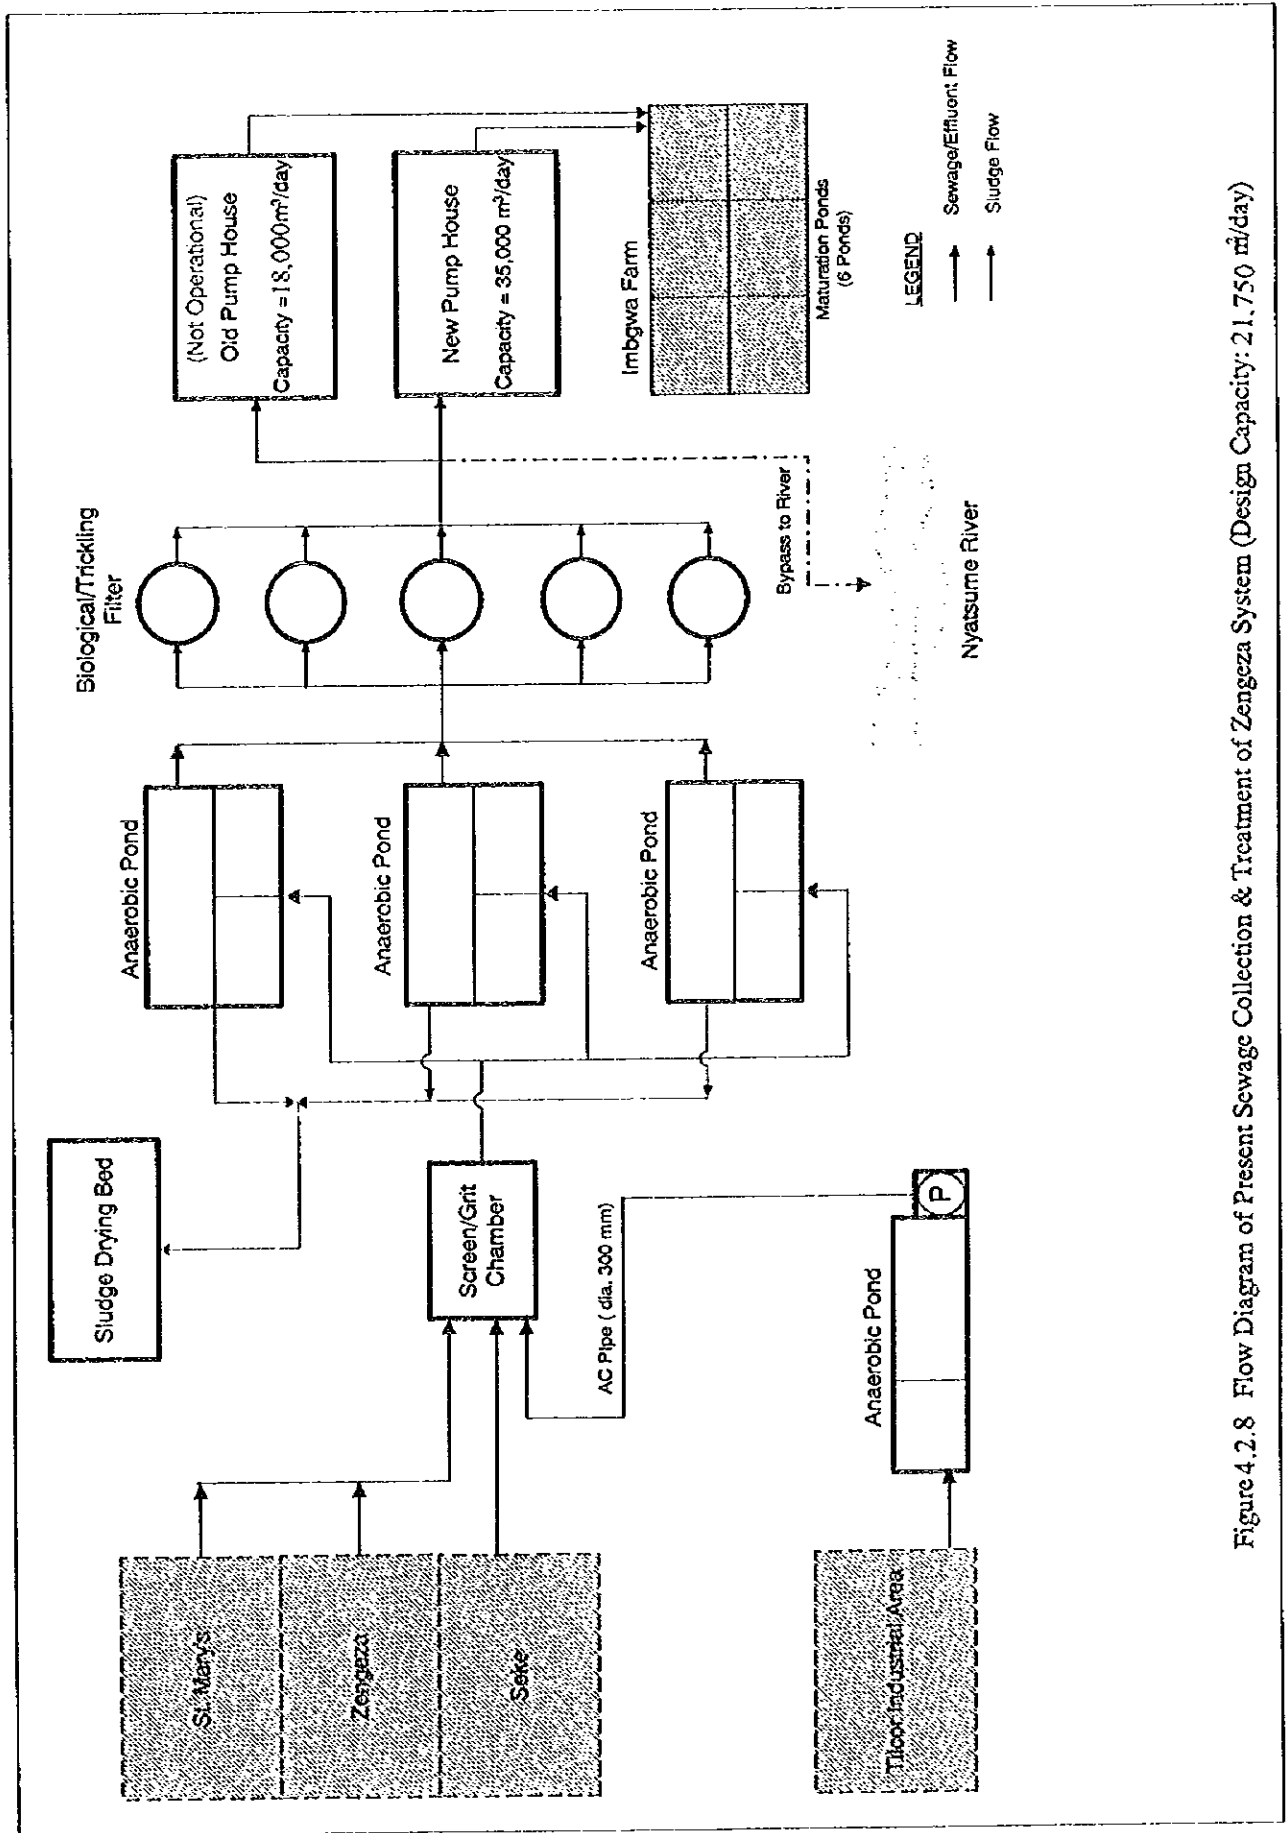 St. Mary's
Zengeza
Seke
Tilcor Industrial Area
Sludge Drying Bed
Screen/Grit
Chamber
AC Pipe ( dia. 300 mm)
Anaerobic Pond
P
Anaerobic Pond
Anaerobic Pond
Anaerobic Pond
Biological/Trickling
Filter
Bypass to River
Nyatsume River
(Not Operational)
Old Pump House
Capacity =18,000m³/day
New Pump House
Capacity = 35,000 m³/day
Imbgwa Farm
Maturation Ponds
(6 Ponds)
LEGEND
Sewage/Effluent Flow
Sludge Flow
Figure 4.2.8 Flow Diagram of Present Sewage Collection & Treatment of Zengeza System (Design Capacity: 21,750 m³/day)